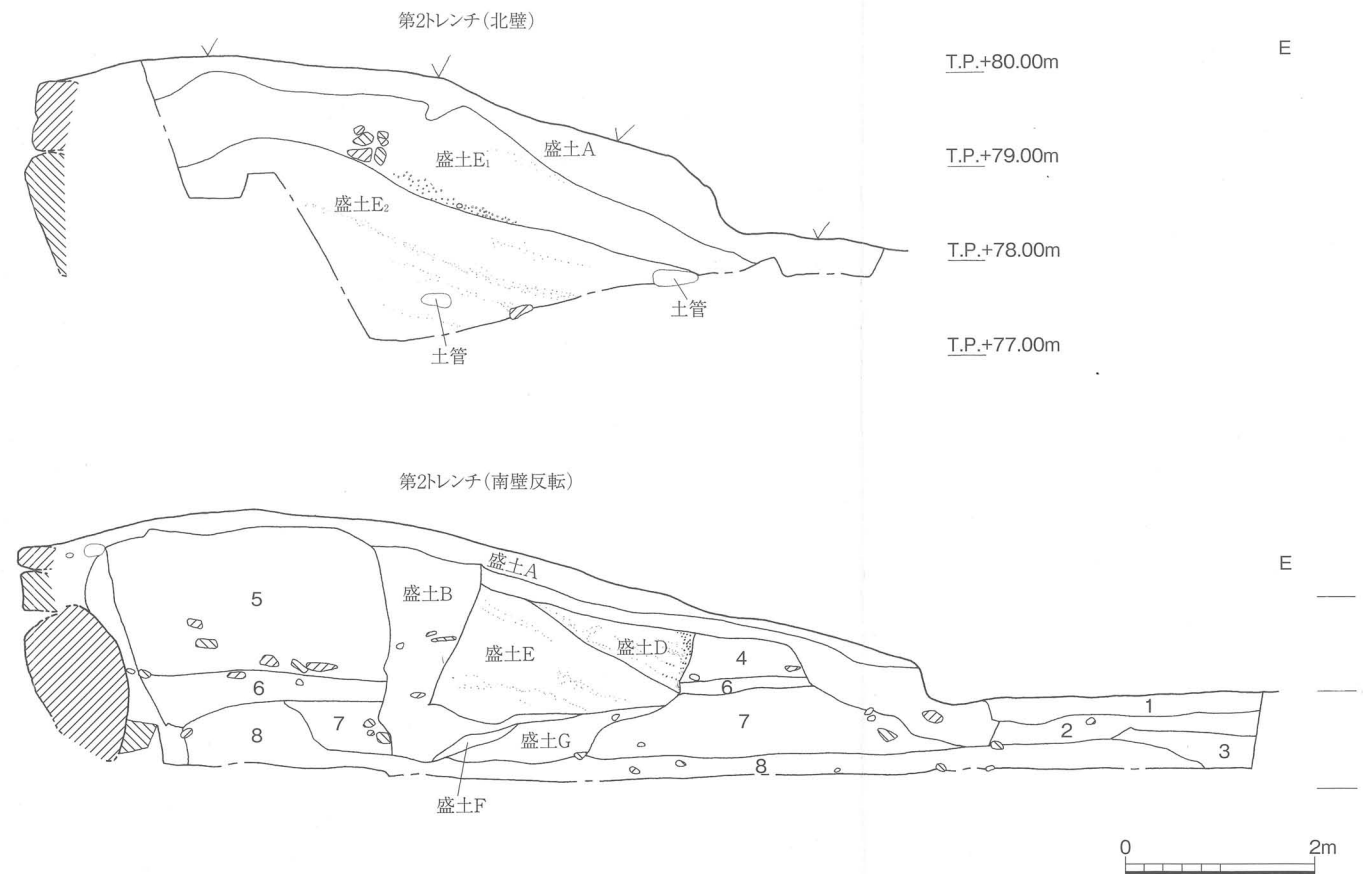 第2トレンチ(北壁)
T.P.+80.00m
E
盛土A
盛土E1
T.P.+79.00m
盛土E2
T.P.+78.00m
土管
土管
T.P.+77.00m
第2トレンチ(南壁反転)
E
盛土A
5
盛土B
盛土E
盛土D
4
6
6
1
7
7
2
8
盛土G
3
8
盛土F
0
2m